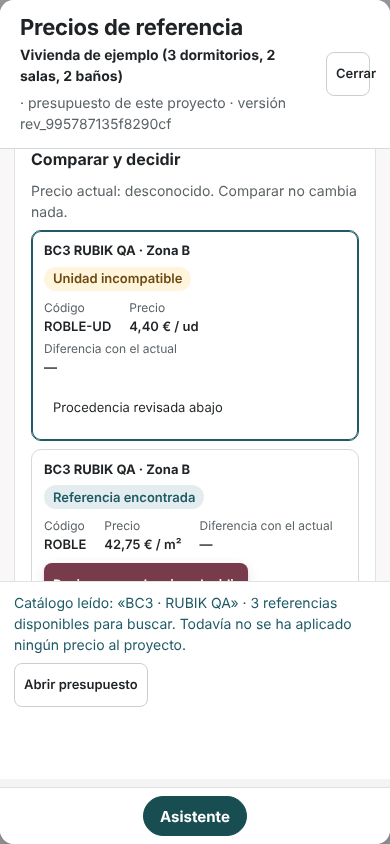 Precios de referencia
Vivienda de ejemplo (3 dormitorios, 2
salas, 2 baños)
Cerrar
· presupuesto de este proyecto · versión
rev_995787135f8290cf
Comparar y decidir
Precio actual: desconocido. Comparar no cambia
nada.
BC3 RUBIK QA · Zona B
Unidad incompatible
Código Precio
ROBLE-UD 4,40 € / ud
Diferencia con el actual
—
Procedencia revisada abajo
BC3 RUBIK QA · Zona B
Referencia encontrada
Código Precio Diferencia con el actual
ROBLE 42,75 € / m² —
Catálogo leído: «BC3 · RUBIK QA» · 3 referencias
disponibles para buscar. Todavía no se ha aplicado
ningún precio al proyecto.
Abrir presupuesto
Asistente